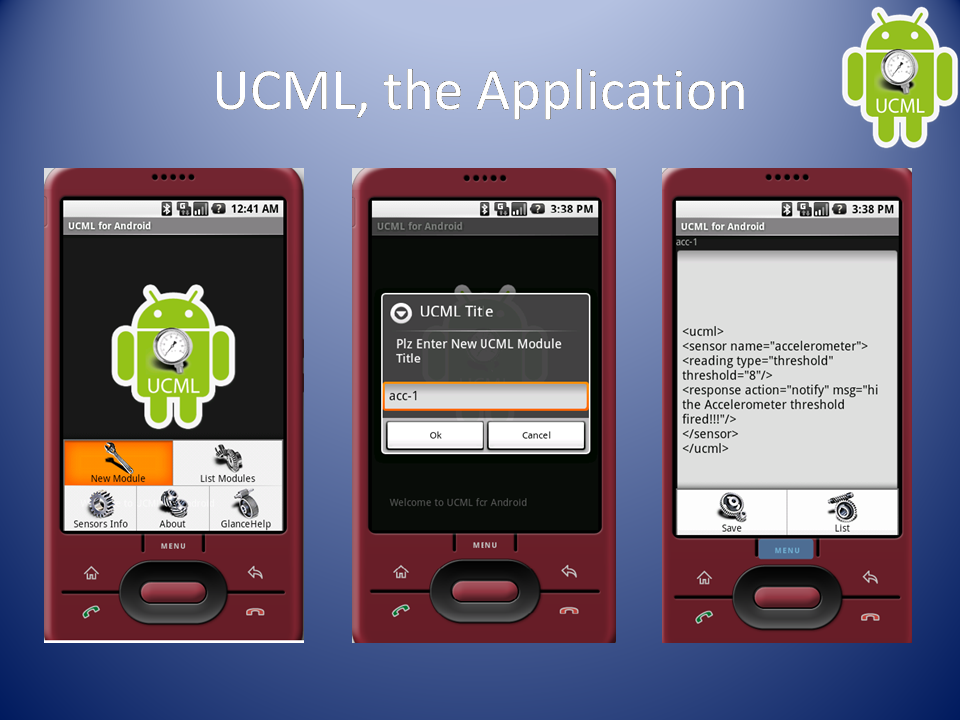 UCML, the Application
UCML
12:41 AM
UCML for Android
UCML
New Module
List Modules
Sensors Info
About
GlanceHelp
MENU
3:38 PM
UCML for Android
UCML Title
Plz Enter New UCML Module
Title
acc-1
Ok
Cancel
Welcome to UCML for Android
MENU
3:38 PM
UCML for Android
acc-1
<ucml>
<sensor name="accelerometer">
<reading type="threshold"
threshold="8"/>
<response action="notify" msg="hi
the Accelerometer threshold
fired!!!"/>
</sensor>
</ucml>
Save
List
MENU